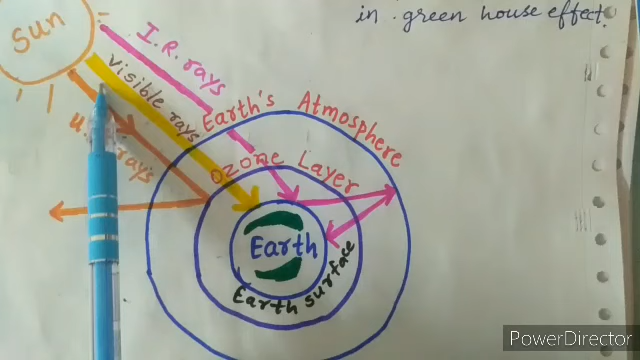 in green house effect.
Sun
I.R. rays
visible rays
u. rays
Earth's Atmosphere
Ozone Layer
Earth
Earth surface
PowerDirector